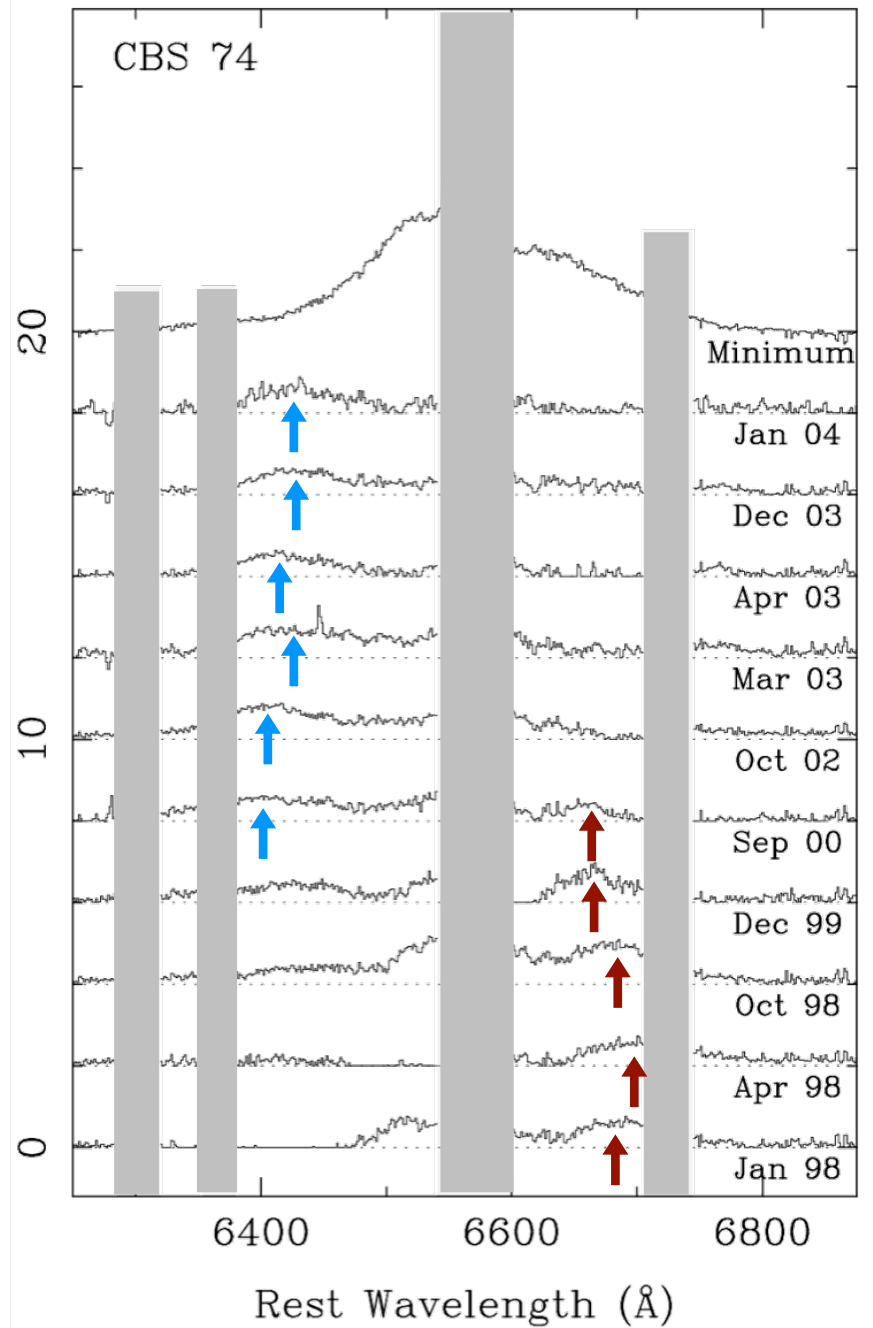 CBS 74
20
Minimum
Jan 04
Dec 03
Apr 03
Mar 03
10
Oct 02
Sep 00
Dec 99
Oct 98
Apr 98
0
Jan 98
6400 6600 6800
Rest Wavelength (Å)